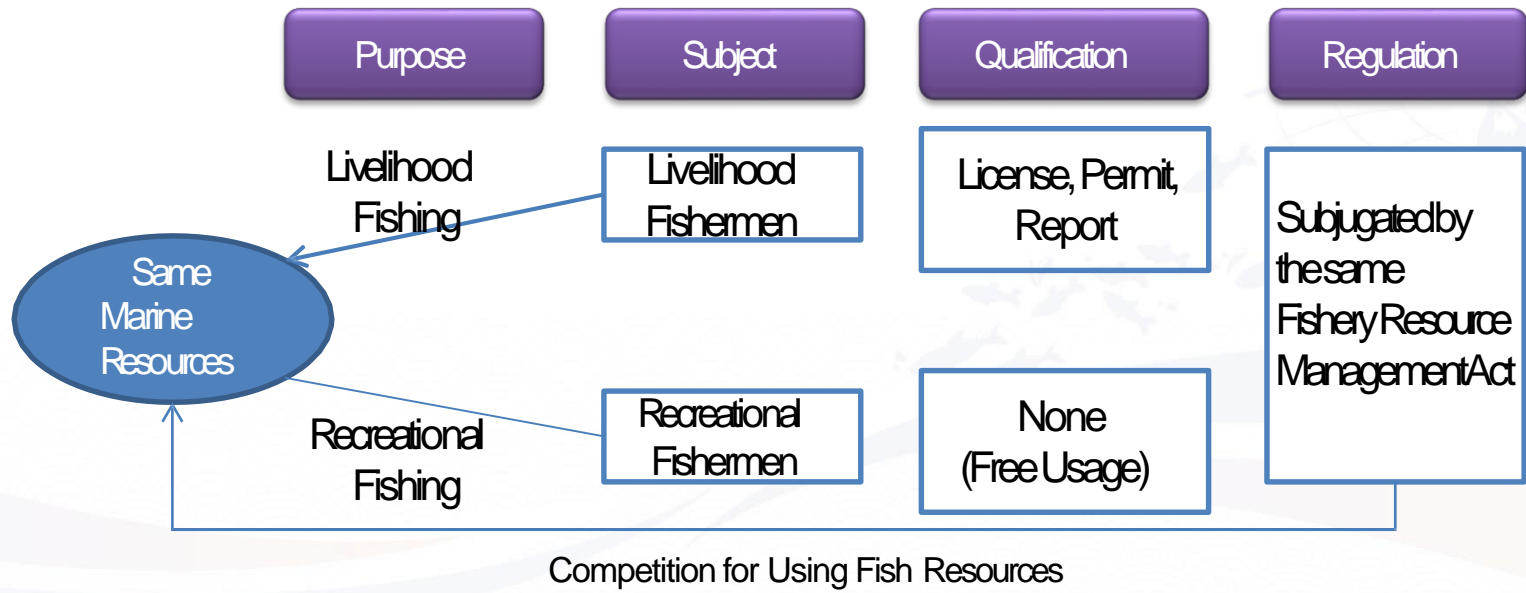 Purpose
Subject
Qualification
Regulation
Livelihood
Fishing
Livelihood
Fishermen
License, Permit,
Report
Subjugated by
the same
Fishery Resource
Management Act
Same
Marine
Resources
Recreational
Fishing
Recreational
Fishermen
None
(Free Usage)
Competition for Using Fish Resources